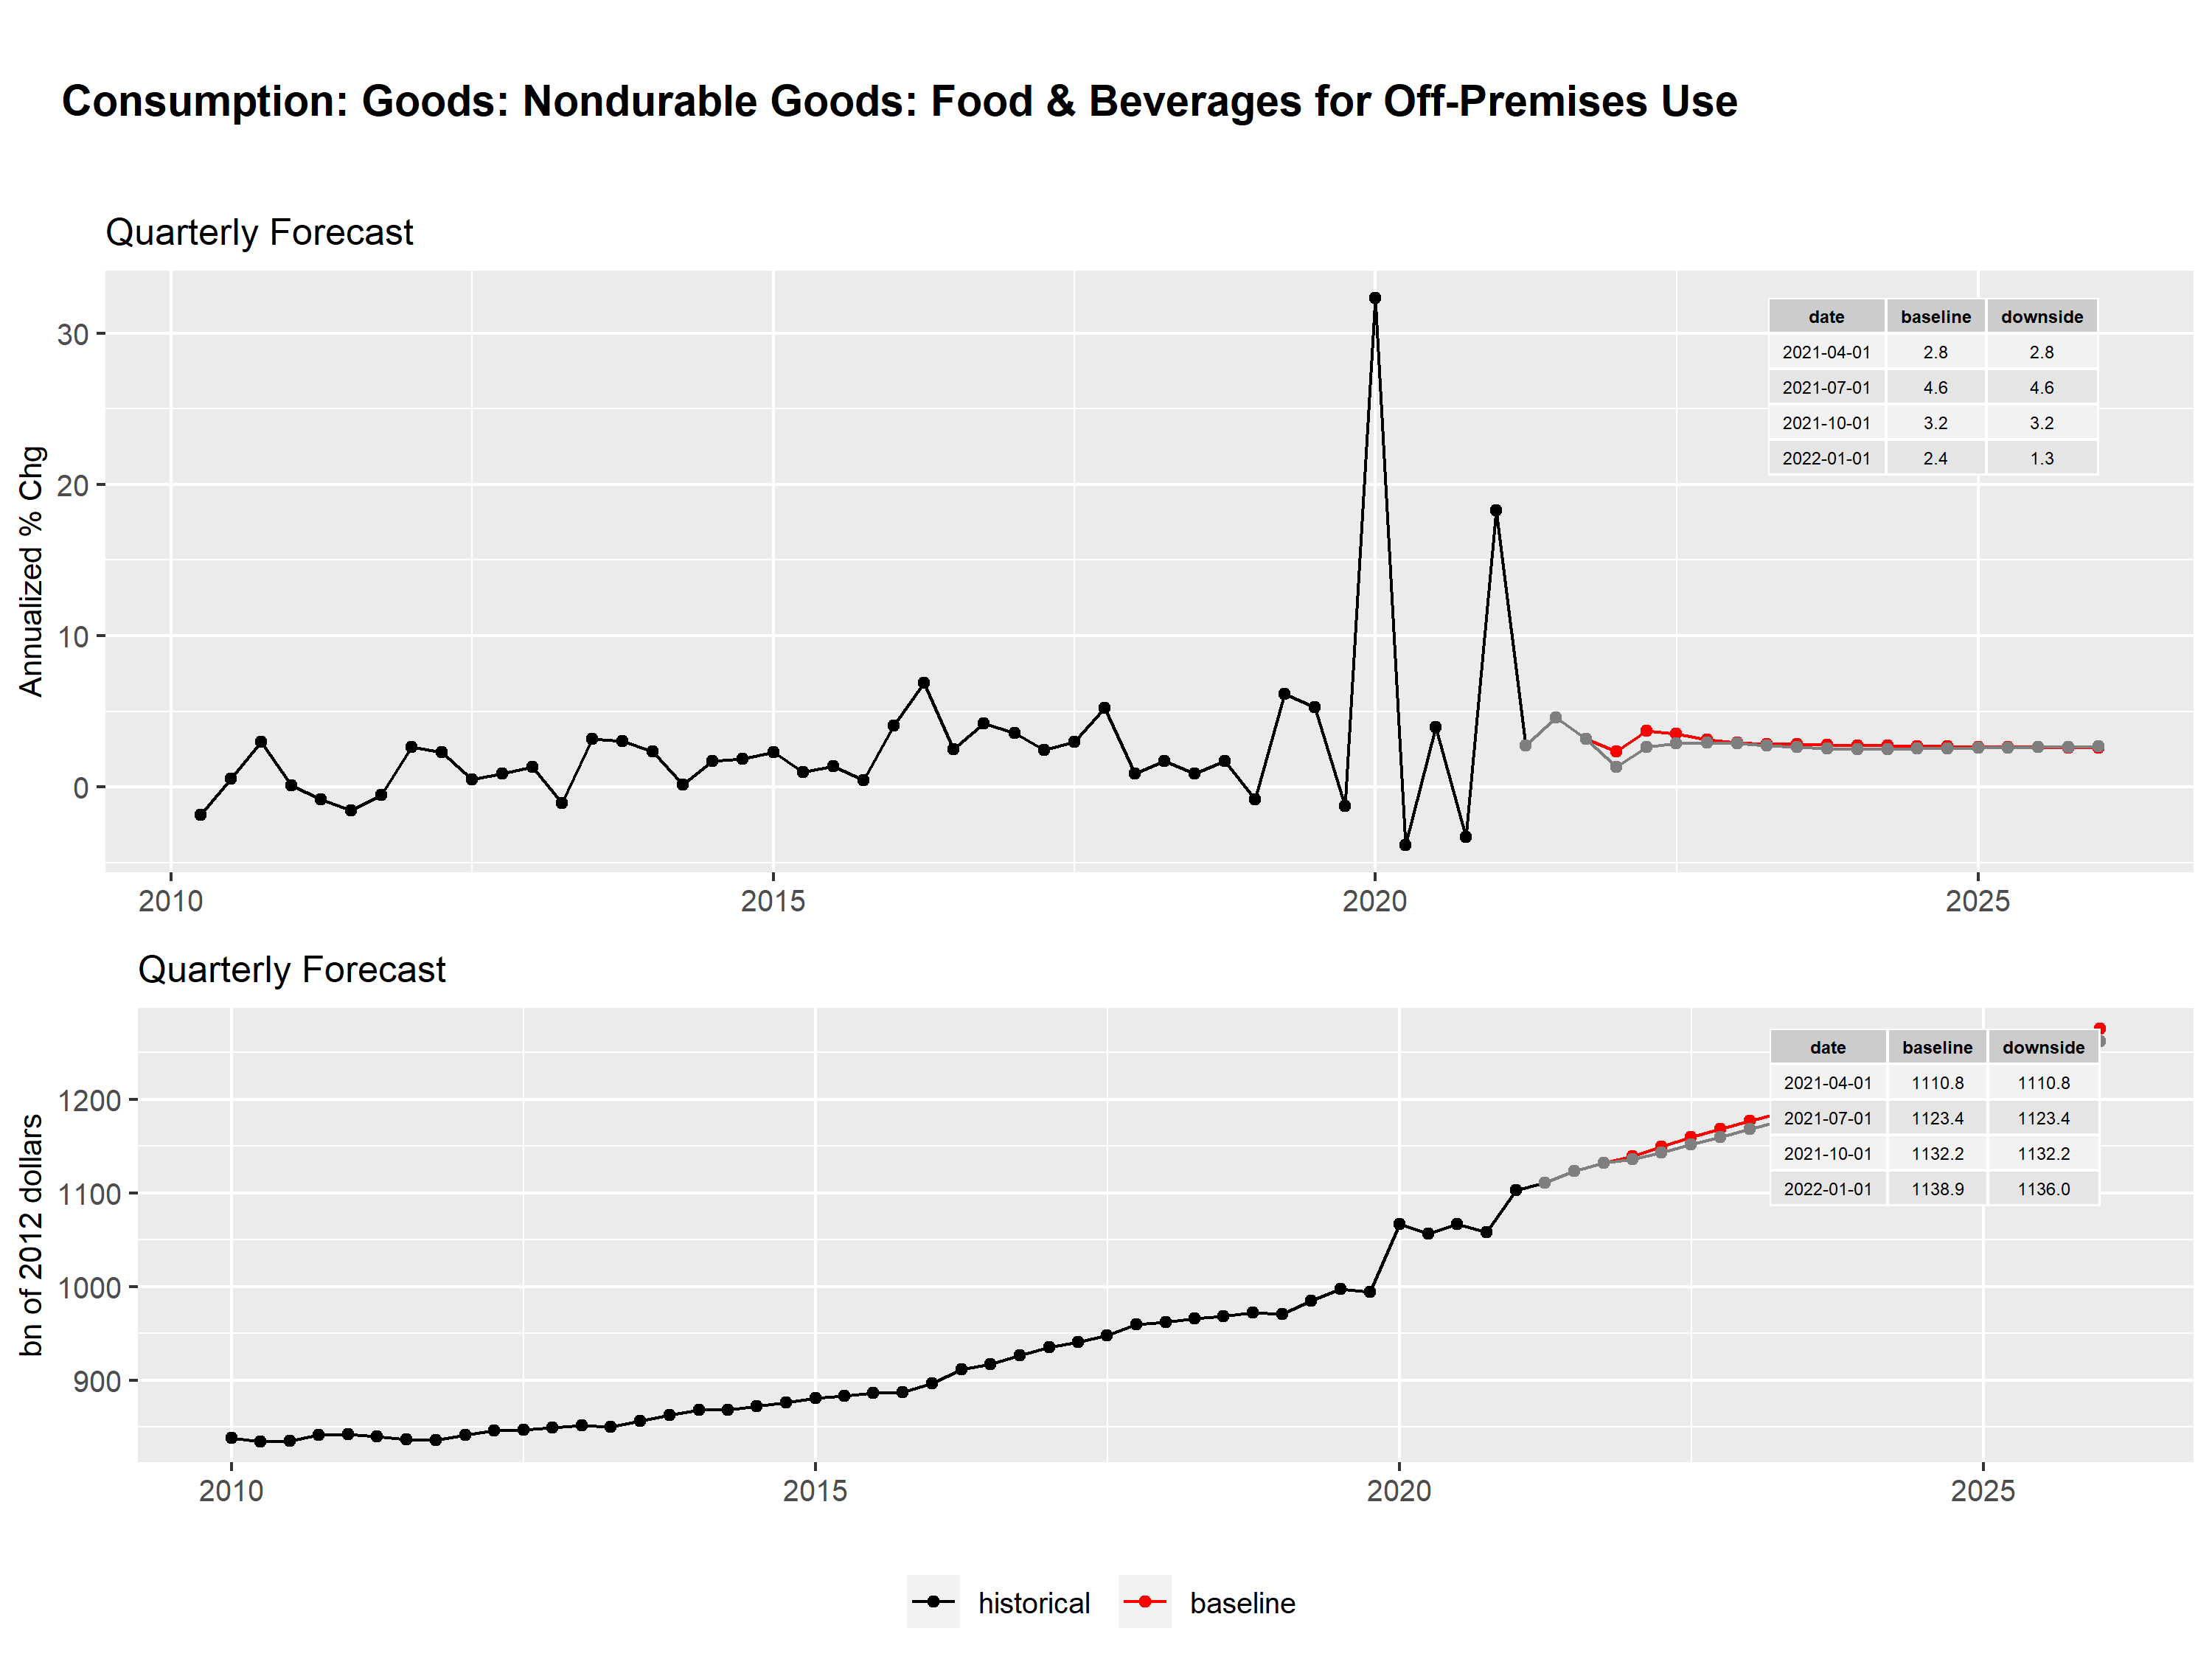 Consumption: Goods: Nondurable Goods: Food & Beverages for Off-Premises Use
Quarterly Forecast
Annualized % Chg
30
20
10
0
date baseline downside
2021-04-01 2.8 2.8
2021-07-01 4.6 4.6
2021-10-01 3.2 3.2
2022-01-01 2.4 1.3
2010 2015 2020 2025
Quarterly Forecast
bn of 2012 dollars
1200
1100
1000
900
date baseline downside
2021-04-01 1110.8 1110.8
2021-07-01 1123.4 1123.4
2021-10-01 1132.2 1132.2
2022-01-01 1138.9 1136.0
2010 2015 2020 2025
historical baseline